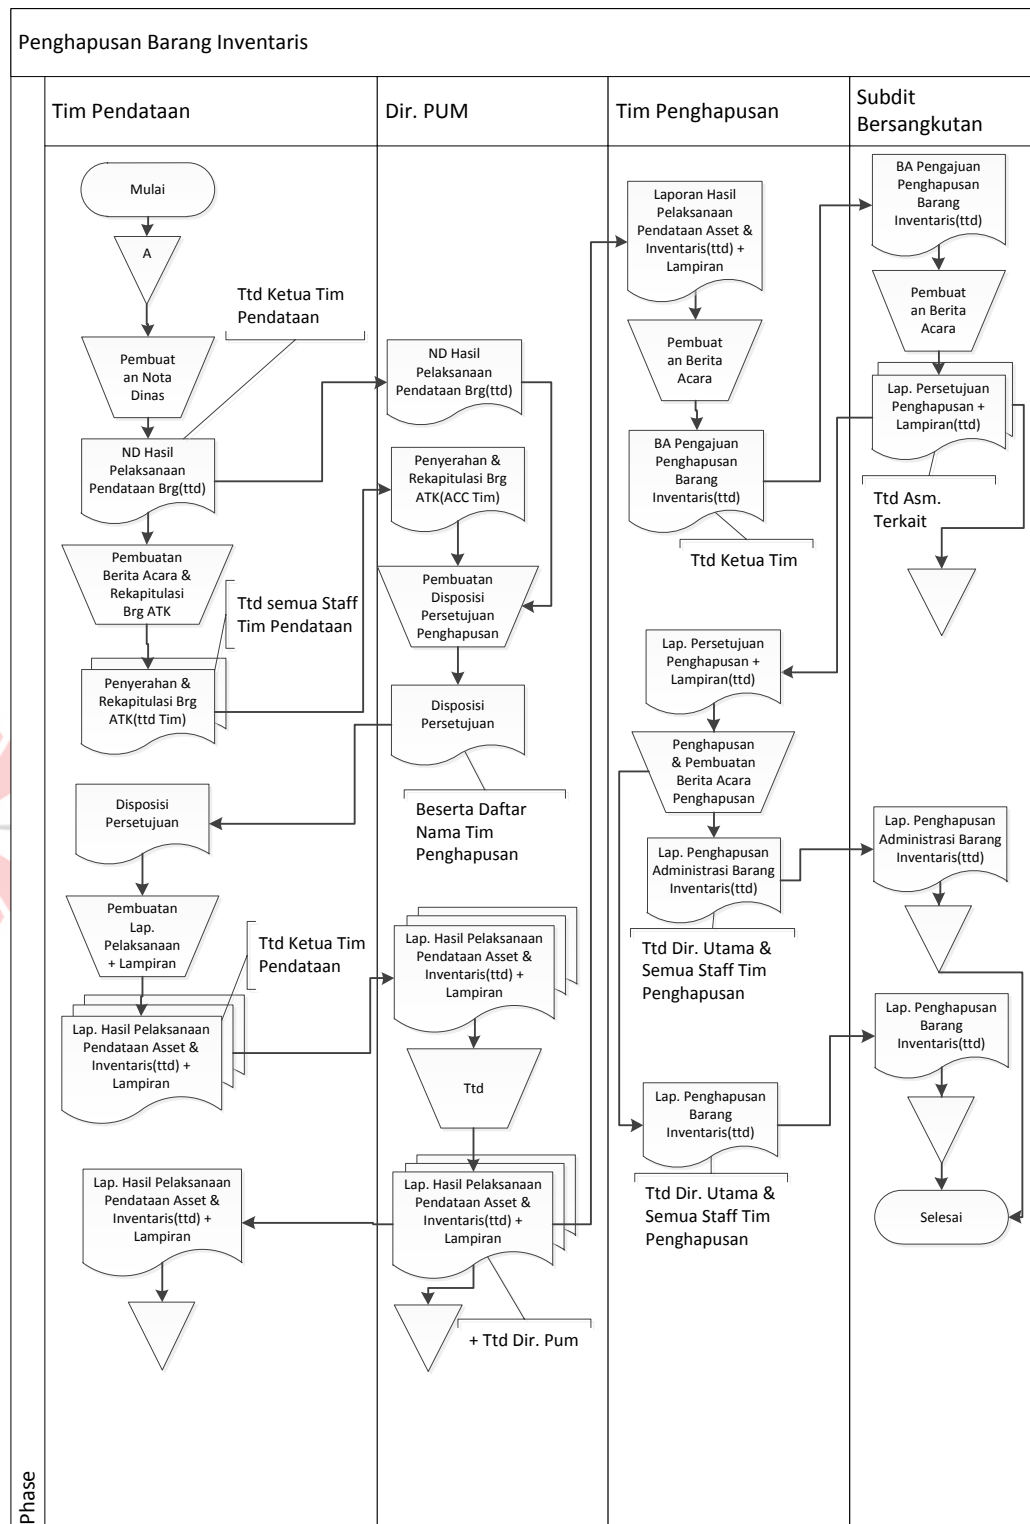 Penghapusan Barang Inventaris
Tim Pendataan
Dir. PUM
Tim Penghapusan
Subdit
Bersangkutan
Mulai
A
Ttd Ketua Tim
Pendataan
Pembuat
an Nota
Dinas
ND Hasil
Pelaksanaan
Pendataan Brg(ttd)
Pembuatan
Berita Acara &
Rekapitulasi
Brg ATK
Ttd semua Staff
Tim Pendataan
Penyerahan &
Rekapitulasi Brg
ATK(ttd Tim)
Disposisi
Persetujuan
Pembuatan
Lap.
Pelaksanaan
+ Lampiran
Ttd Ketua Tim
Pendataan
Lap. Hasil Pelaksanaan
Pendataan Asset &
Inventaris(ttd) +
Lampiran
Lap. Hasil Pelaksanaan
Pendataan Asset &
Inventaris(ttd) +
Lampiran
ND Hasil
Pelaksanaan
Pendataan Brg(ttd)
Penyerahan &
Rekapitulasi Brg
ATK(ACC Tim)
Pembuatan
Disposisi
Persetujuan
Penghapusan
Disposisi
Persetujuan
Beserta Daftar
Nama Tim
Penghapusan
Lap. Hasil Pelaksanaan
Pendataan Asset &
Inventaris(ttd) +
Lampiran
Ttd
Lap. Hasil Pelaksanaan
Pendataan Asset &
Inventaris(ttd) +
Lampiran
+ Ttd Dir. Pum
Laporan Hasil
Pelaksanaan
Pendataan Asset &
Inventaris(ttd) +
Lampiran
Pembuat
an Berita
Acara
BA Pengajuan
Penghapusan
Barang
Inventaris(ttd)
Ttd Ketua Tim
Lap. Persetujuan
Penghapusan +
Lampiran(ttd)
Penghapusan
& Pembuatan
Berita Acara
Penghapusan
Lap. Penghapusan
Administrasi Barang
Inventaris(ttd)
Ttd Dir. Utama &
Semua Staff Tim
Penghapusan
Lap. Penghapusan
Barang
Inventaris(ttd)
Ttd Dir. Utama &
Semua Staff Tim
Penghapusan
BA Pengajuan
Penghapusan
Barang
Inventaris(ttd)
Pembuat
an Berita
Acara
Lap. Persetujuan
Penghapusan +
Lampiran(ttd)
Ttd Asm.
Terkait
Lap. Penghapusan
Administrasi Barang
Inventaris(ttd)
Lap. Penghapusan
Barang
Inventaris(ttd)
Selesai
Phase